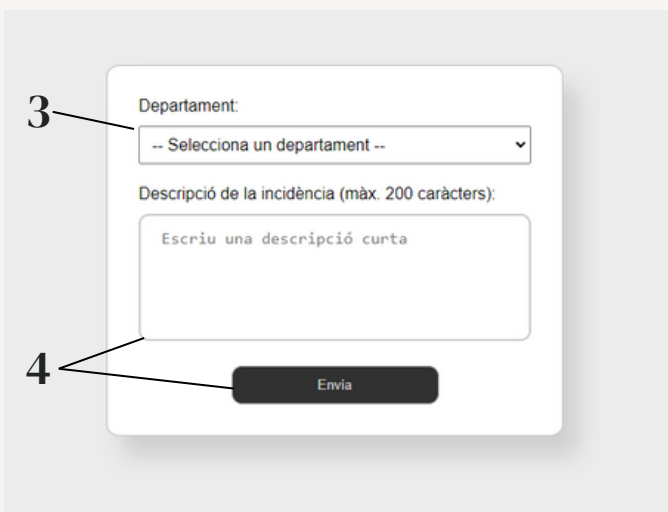 3
Departament:
-- Selecciona un departament --
Descripció de la incidència (màx. 200 caràcters):
Escriu una descripció curta
4
Envia